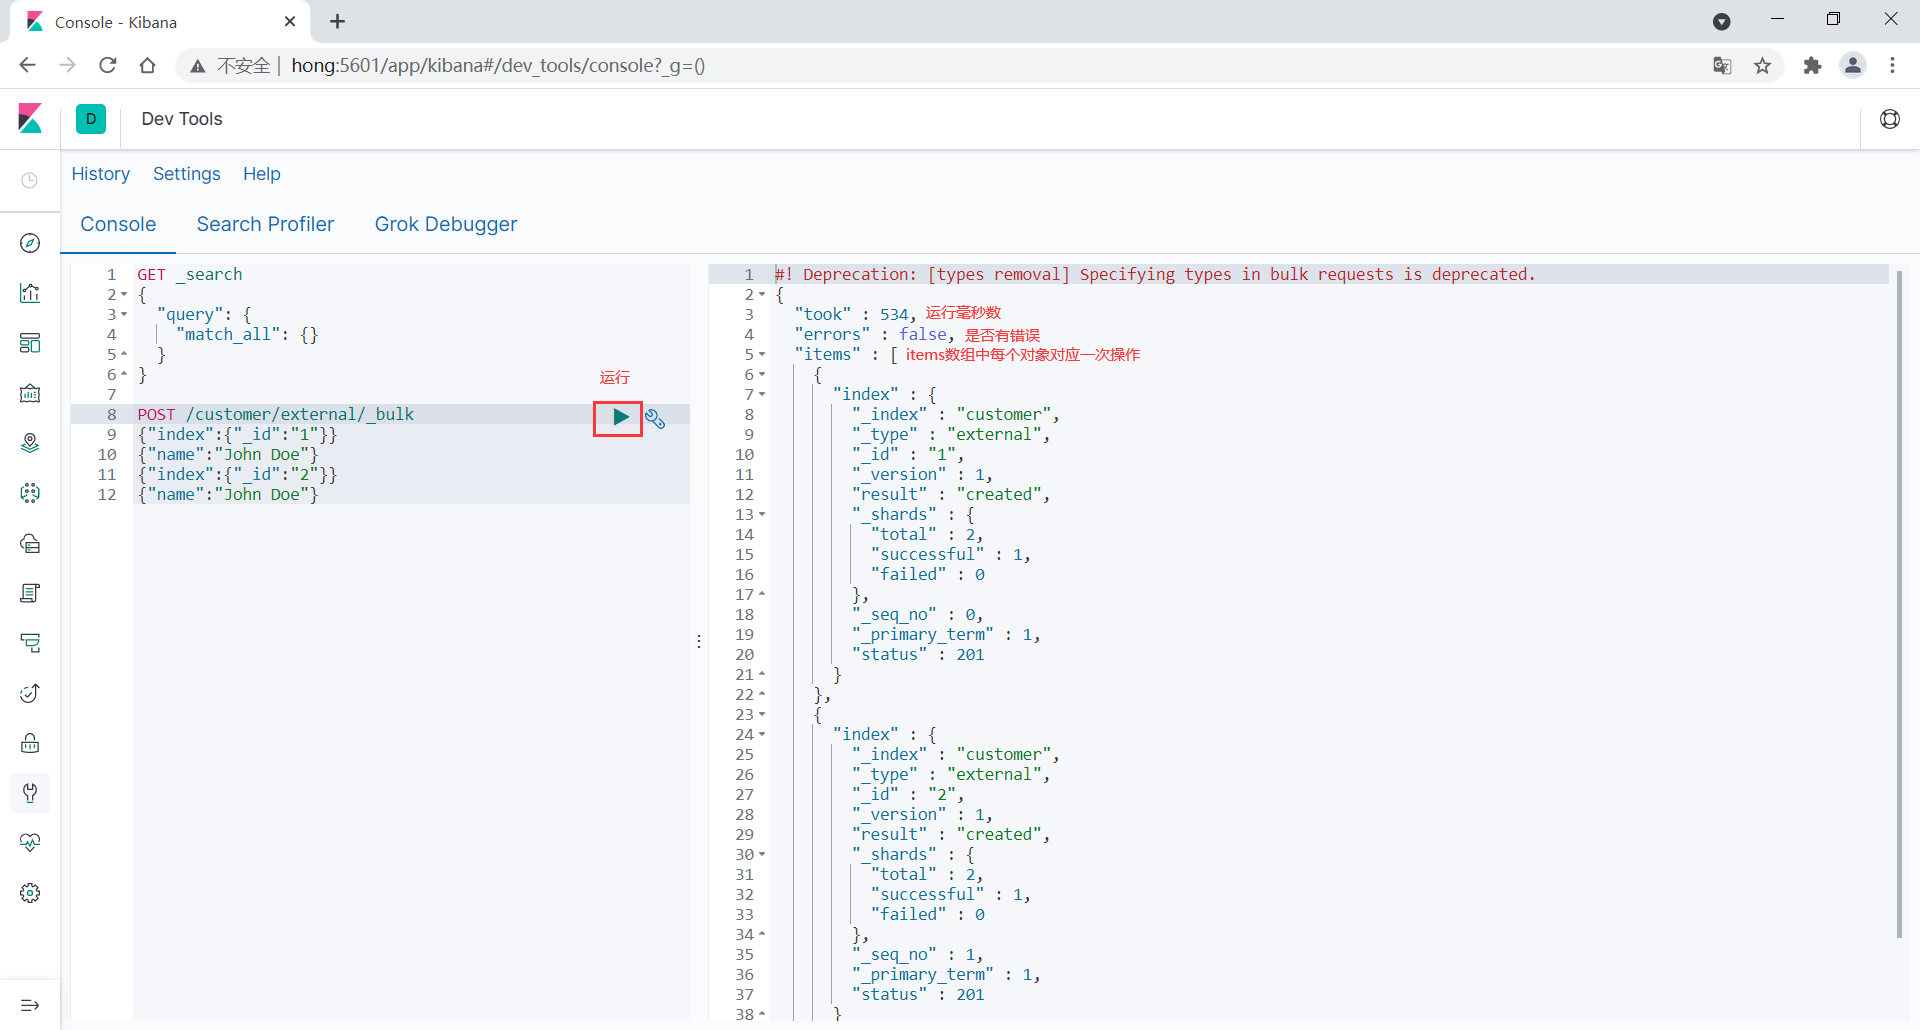 Console - Kibana
不安全 | hong:5601/app/kibana#/dev_tools/console?_g=()
D
Dev Tools
History Settings Help
Console Search Profiler Grok Debugger
1 GET _search
2 {
3 "query": {
4 "match_all": {}
5 }
6 }
7
运行
8 POST /customer/external/_bulk
9 {"index":{"_id":"1"}}
10 {"name":"John Doe"}
11 {"index":{"_id":"2"}}
12 {"name":"John Doe"}
1 #! Deprecation: [types removal] Specifying types in bulk requests is deprecated.
2 {
3 "took" : 534, 运行毫秒数
4 "errors" : false, 是否有错误
5 "items" : [ items数组中每个对象对应一次操作
6 {
7 "index" : {
8 "_index" : "customer",
9 "_type" : "external",
10 "_id" : "1",
11 "_version" : 1,
12 "result" : "created",
13 "_shards" : {
14 "total" : 2,
15 "successful" : 1,
16 "failed" : 0
17 },
18 "_seq_no" : 0,
19 "_primary_term" : 1,
20 "status" : 201
21 }
22 },
23 {
24 "index" : {
25 "_index" : "customer",
26 "_type" : "external",
27 "_id" : "2",
28 "_version" : 1,
29 "result" : "created",
30 "_shards" : {
31 "total" : 2,
32 "successful" : 1,
33 "failed" : 0
34 },
35 "_seq_no" : 1,
36 "_primary_term" : 1,
37 "status" : 201
38 }